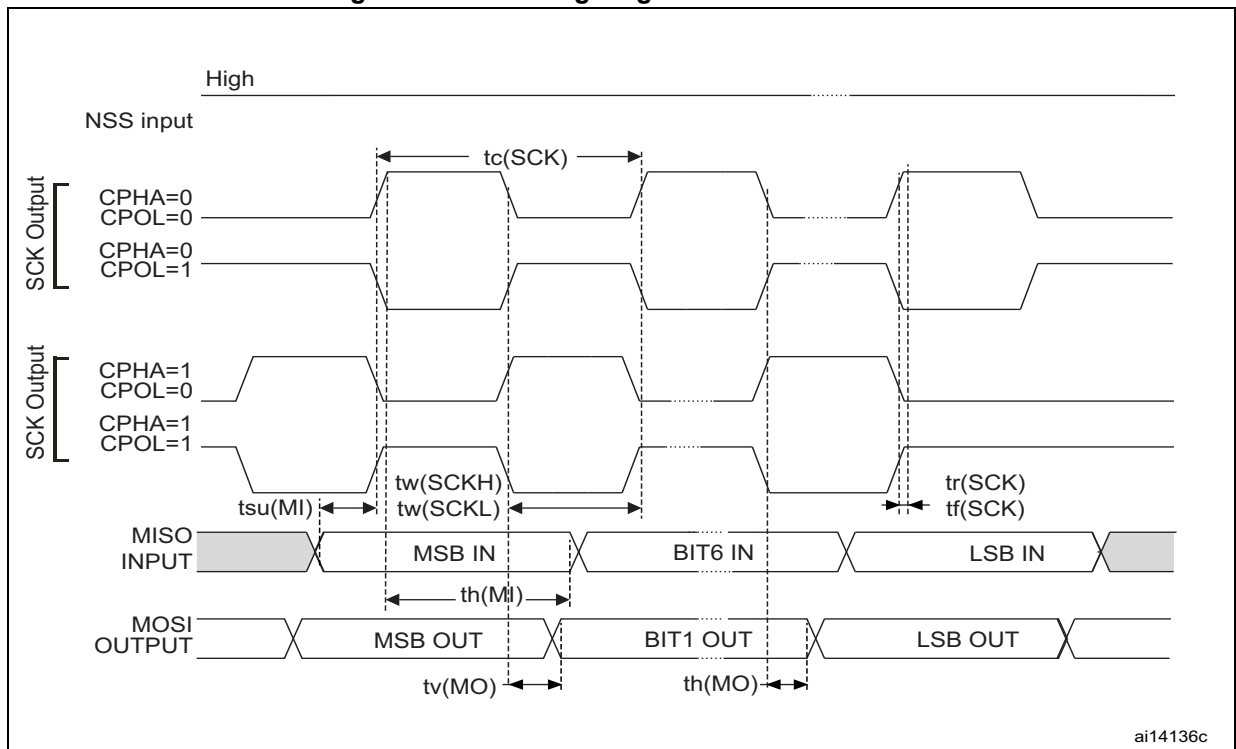 High
NSS input
tc(SCK)
SCK Output
CPHA=0
CPOL=0
CPHA=0
CPOL=1
SCK Output
CPHA=1
CPOL=0
CPHA=1
CPOL=1
tw(SCKH)
tw(SCKL)
tr(SCK)
tf(SCK)
tsu(MI)
MISO
INPUT
MSB IN
BIT6 IN
LSB IN
th(MI)
MOSI
OUTPUT
MSB OUT
BIT1 OUT
LSB OUT
tv(MO)
th(MO)
ai14136c